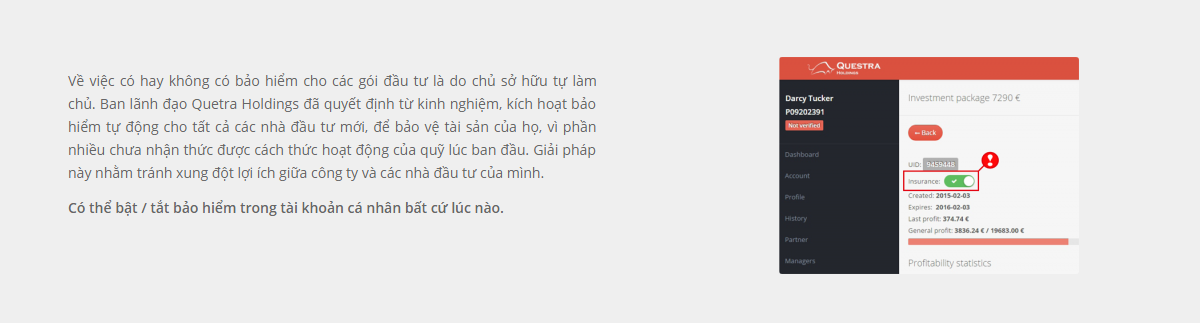 Về việc có hay không có bảo hiểm cho các gói đầu tư là do chủ sở hữu tự làm
chủ. Ban lãnh đạo Quetra Holdings đã quyết định từ kinh nghiệm, kích hoạt bảo
hiểm tự động cho tất cả các nhà đầu tư mới, để bảo vệ tài sản của họ, vì phần
nhiều chưa nhận thức được cách thức hoạt động của quỹ lúc ban đầu. Giải pháp
này nhằm tránh xung đột lợi ích giữa công ty và các nhà đầu tư của mình.
Có thể bật / tắt bảo hiểm trong tài khoản cá nhân bất cứ lúc nào.
QUESTRA
HOLDINGS
Darcy Tucker
P09202391
Not verified
Dashboard
Account
Profile
History
Partner
Managers
Investment package 7290 €
← Back
UID: 9459448
Insurance:
Created: 2015-02-03
Expires: 2016-02-03
Last profit: 374.74 €
General profit: 3836.24 € / 19683.00 €
Profitability statistics